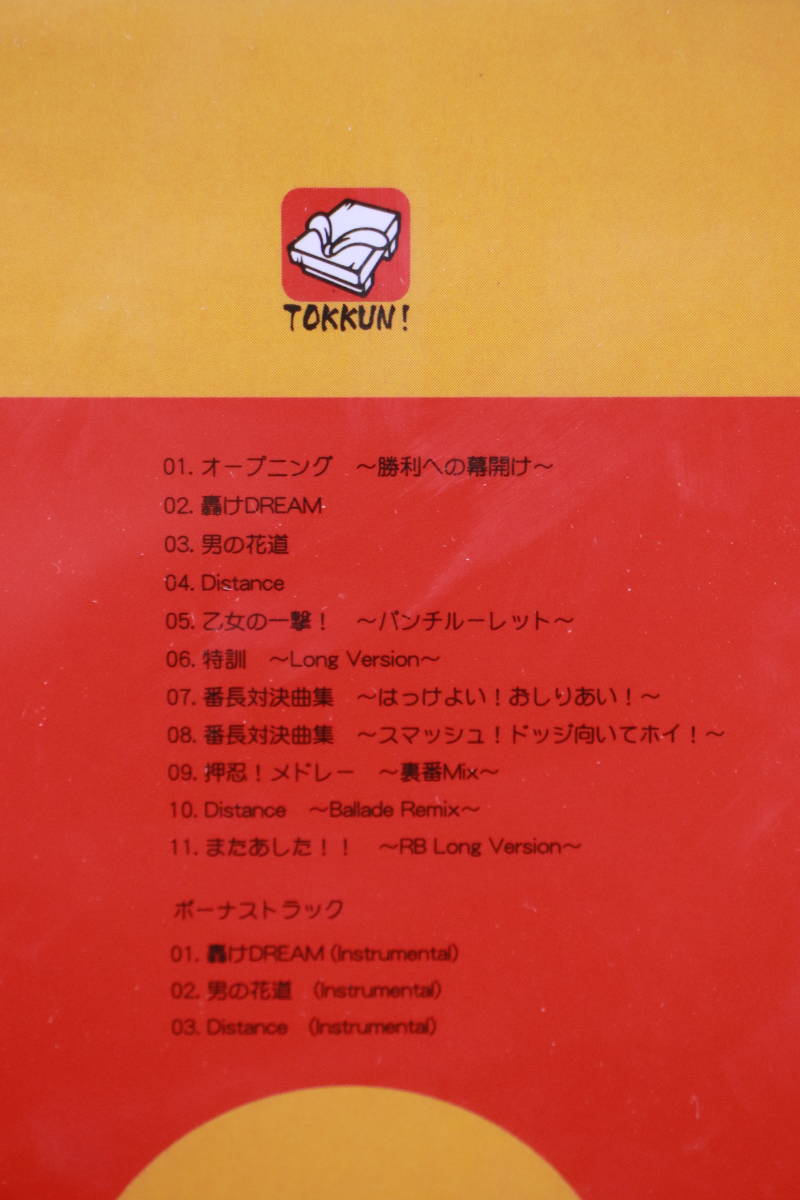 TOKKUN!
01. オープニング　～勝利への幕開け～
02. 轟けDREAM
03. 男の花道
04. Distance
05. 乙女の一撃！　～パンチルーレット～
06. 特訓　～Long Version～
07. 番長対決曲集　～はっけよい！おしりあい！～
08. 番長対決曲集　～スマッシュ！ドッジ向いてホイ！～
09. 押忍！メドレー　～裏番Mix～
10. Distance　～Ballade Remix～
11. またあした！！　～RB Long Version～
ボーナストラック
01. 轟けDREAM (Instrumental)
02. 男の花道　(Instrumental)
03. Distance　(Instrumental)